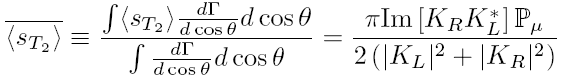 \overline{\langle s_{T_2} \rangle} \equiv \frac{\int \langle s_{T_2} \rangle \frac{d\Gamma}{d\cos\theta} d\cos\theta}{\int \frac{d\Gamma}{d\cos\theta} d\cos\theta} = \frac{\pi \mathrm{Im}\left[K_R K_L^*\right] \mathbb{P}_\mu}{2\left(|K_L|^2 + |K_R|^2\right)}